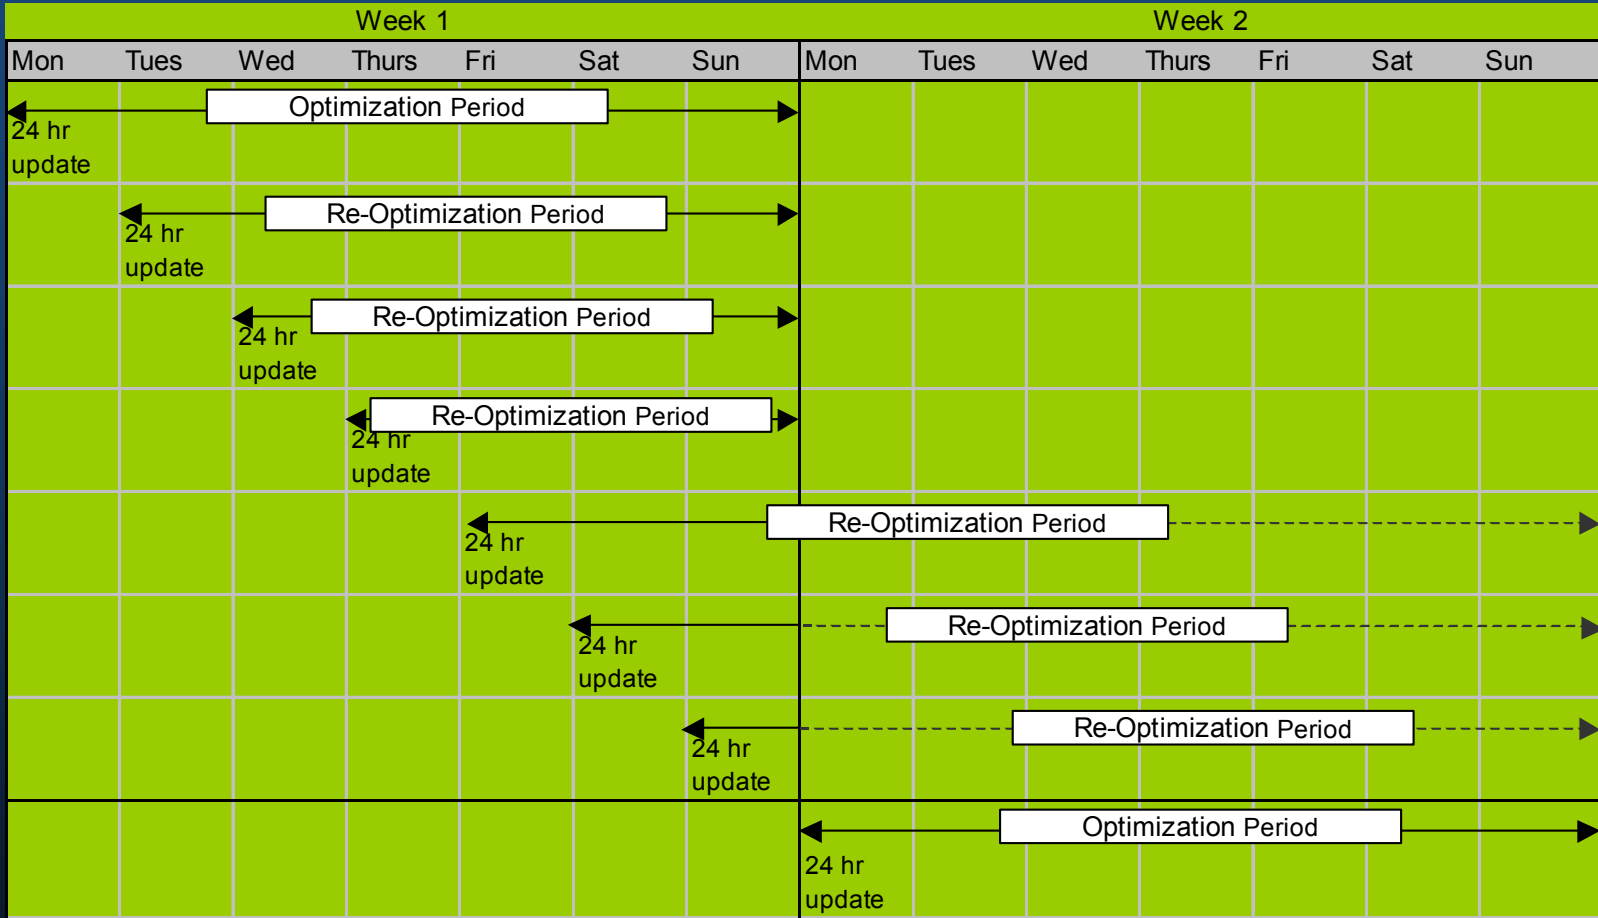 Week 1
Week 2
Mon Tues Wed Thurs Fri Sat Sun Mon Tues Wed Thurs Fri Sat Sun
Optimization Period
24 hr
update
Re-Optimization Period
24 hr
update
Re-Optimization Period
24 hr
update
Re-Optimization Period
24 hr
update
Re-Optimization Period
24 hr
update
Re-Optimization Period
24 hr
update
Re-Optimization Period
24 hr
update
Optimization Period
24 hr
update